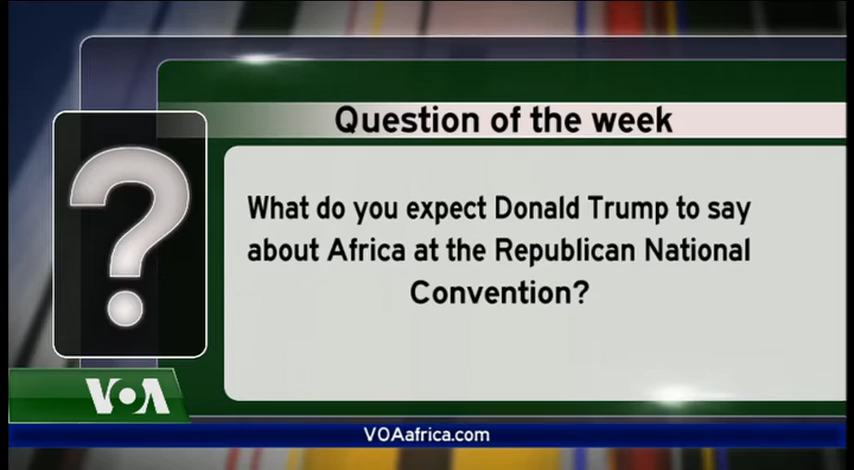 Question of the week
?
What do you expect Donald Trump to say
about Africa at the Republican National
Convention?
VOA
VOAafrica.com